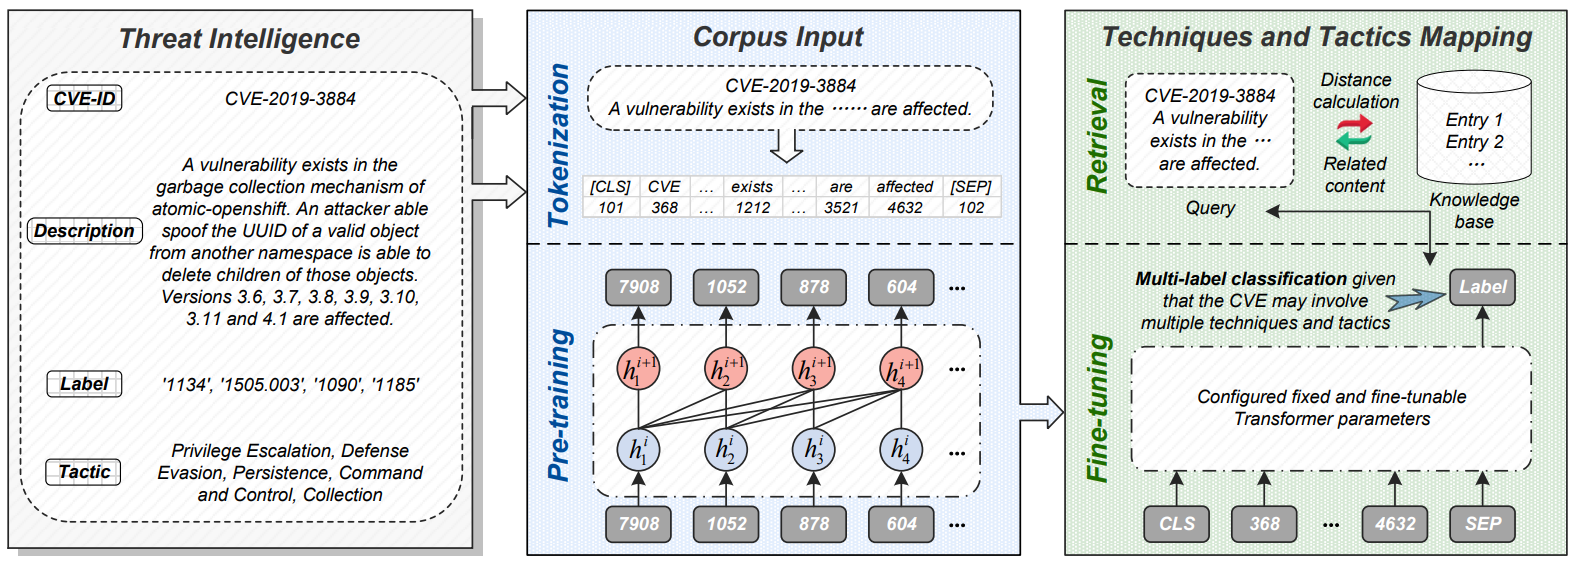 Threat Intelligence
CVE-ID
CVE-2019-3884
Description
A vulnerability exists in the
garbage collection mechanism of
atomic-openshift. An attacker able
spoof the UUID of a valid object
from another namespace is able to
delete children of those objects.
Versions 3.6, 3.7, 3.8, 3.9, 3.10,
3.11 and 4.1 are affected.
Label
'1134', '1505.003', '1090', '1185'
Tactic
Privilege Escalation, Defense
Evasion, Persistence, Command
and Control, Collection
Corpus Input
Tokenization
CVE-2019-3884
A vulnerability exists in the ⋯⋯ are affected.
[CLS] CVE ... exists ... are affected [SEP]
101 368 ... 1212 ... 3521 4632 102
Pre-training
7908 1052 878 604 ...
h_1^{i+1} h_2^{i+1} h_3^{i+1} h_4^{i+1} ...
h_1^i h_2^i h_3^i h_4^i ...
7908 1052 878 604 ...
Techniques and Tactics Mapping
Retrieval
CVE-2019-3884
A vulnerability
exists in the ⋯
are affected.
Query
Distance
calculation
Related
content
Entry 1
Entry 2
...
Knowledge
base
Fine-tuning
Multi-label classification given
that the CVE may involve
multiple techniques and tactics
Label
Configured fixed and fine-tunable
Transformer parameters
CLS 368 ... 4632 SEP